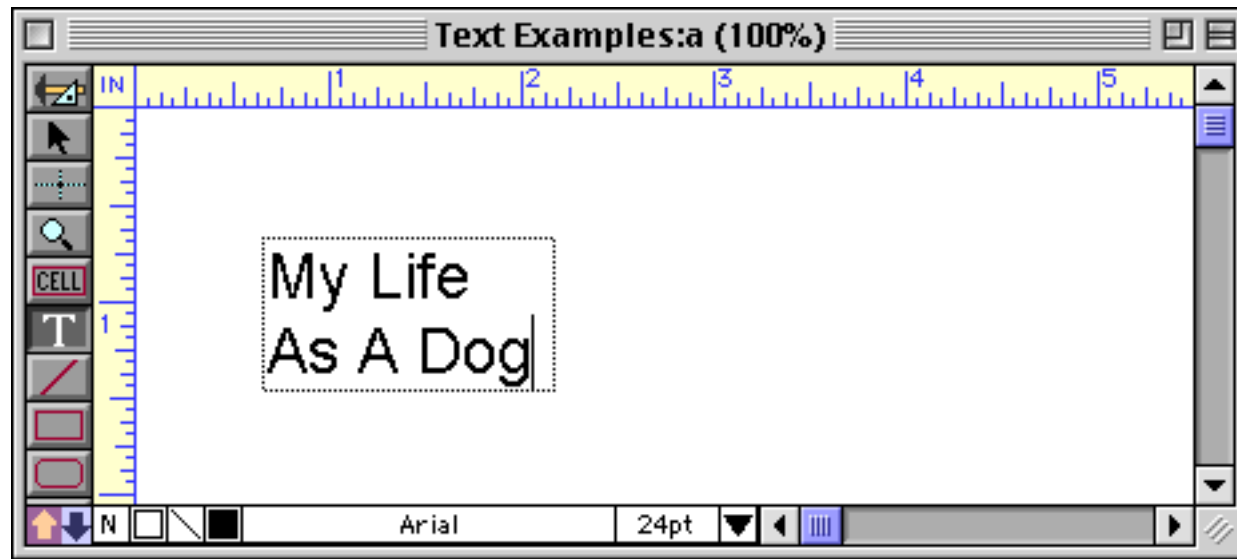 Text Examples:a (100%)
IN 1 2 3 4 5
My Life
As A Dog
CELL
T
1
N Arial 24pt